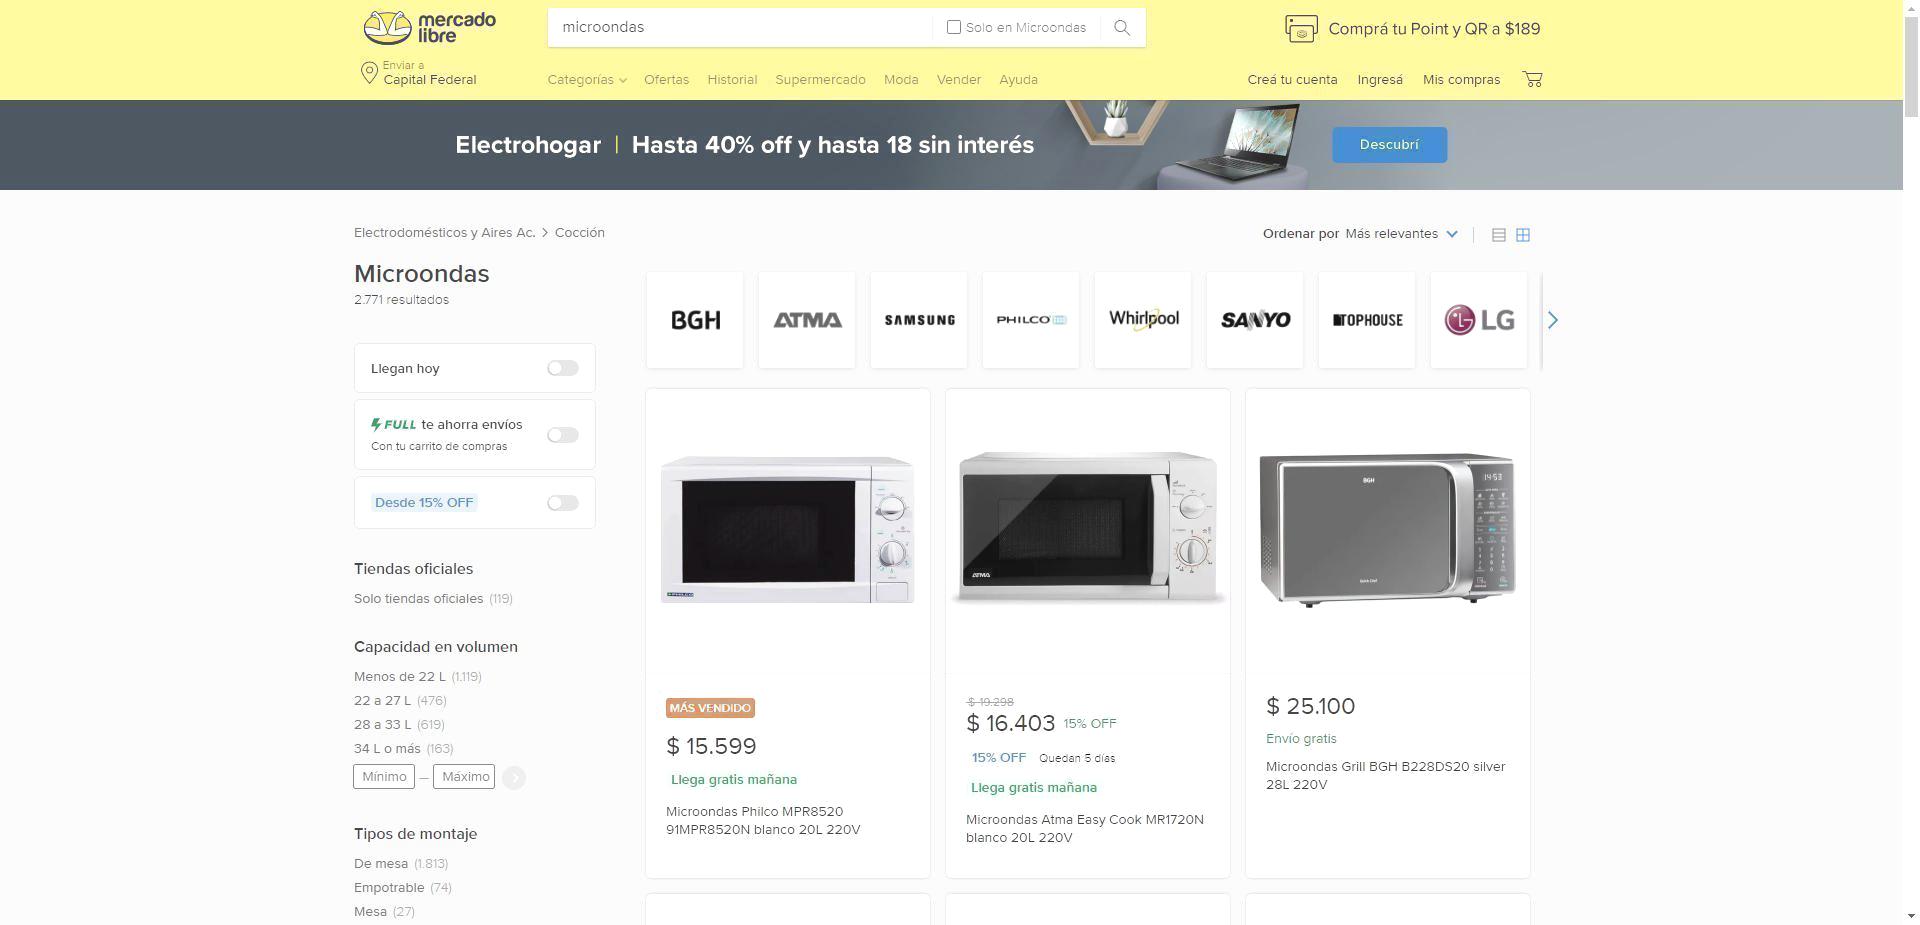 mercado
libre
microondas
Solo en Microondas
Comprá tu Point y QR a $189
Enviar a
Capital Federal
Categorías
Ofertas
Historial
Supermercado
Moda
Vender
Ayuda
Creá tu cuenta
Ingresá
Mis compras
Electrohogar | Hasta 40% off y hasta 18 sin interés
Descubrí
Electrodomésticos y Aires Ac. > Cocción
Ordenar por Más relevantes
Microondas
2.771 resultados
BGH
ATMA
SAMSUNG
PHILCO
Whirlpool
SANYO
TOPHOUSE
LG
Llegan hoy
FULL te ahorra envíos
Con tu carrito de compras
Desde 15% OFF
Tiendas oficiales
Solo tiendas oficiales (119)
Capacidad en volumen
Menos de 22 L (1.119)
22 a 27 L (476)
28 a 33 L (619)
34 L o más (163)
Mínimo — Máximo
Tipos de montaje
De mesa (1.813)
Empotrable (74)
Mesa (27)
PHILCO
MÁS VENDIDO
$ 15.599
Llega gratis mañana
Microondas Philco MPR8520
91MPR8520N blanco 20L 220V
ATMA
$ 19.298
$ 16.403 15% OFF
15% OFF Quedan 5 días
Llega gratis mañana
Microondas Atma Easy Cook MR1720N
blanco 20L 220V
BGH
14:53
Quick Chef
$ 25.100
Envío gratis
Microondas Grill BGH B228DS20 silver
28L 220V